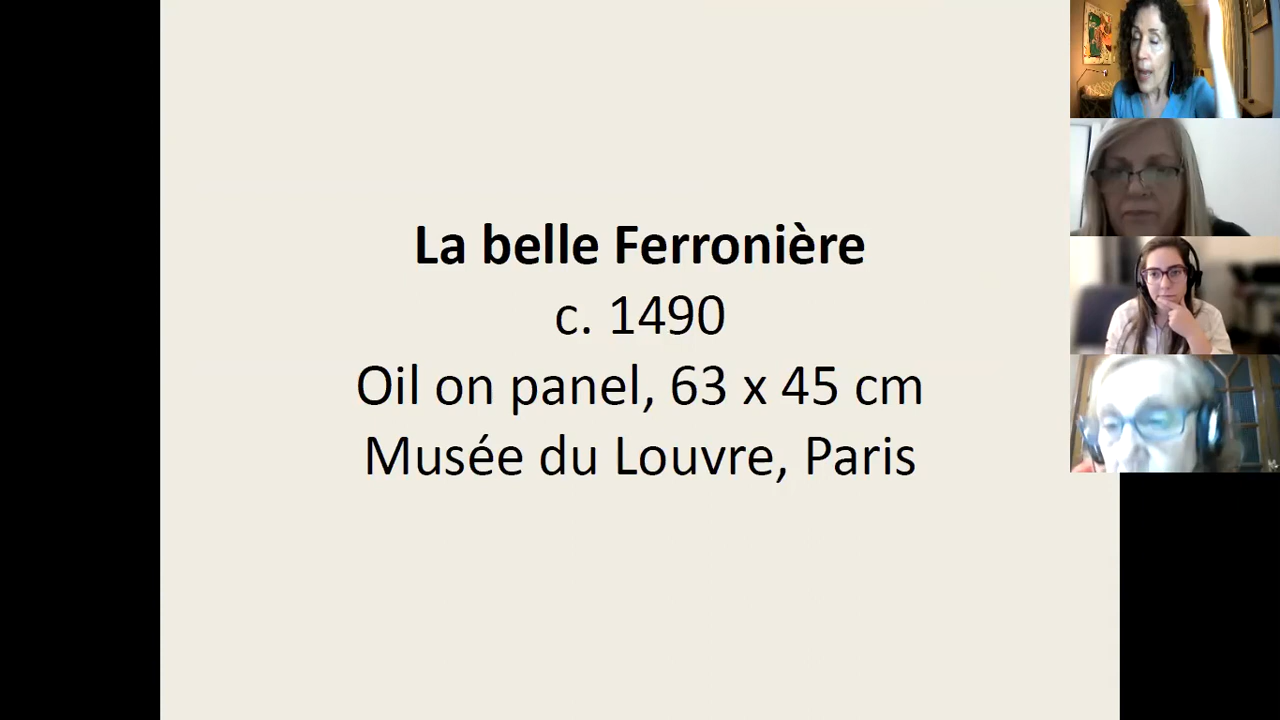 La belle Ferronière
c. 1490
Oil on panel, 63 x 45 cm
Musée du Louvre, Paris